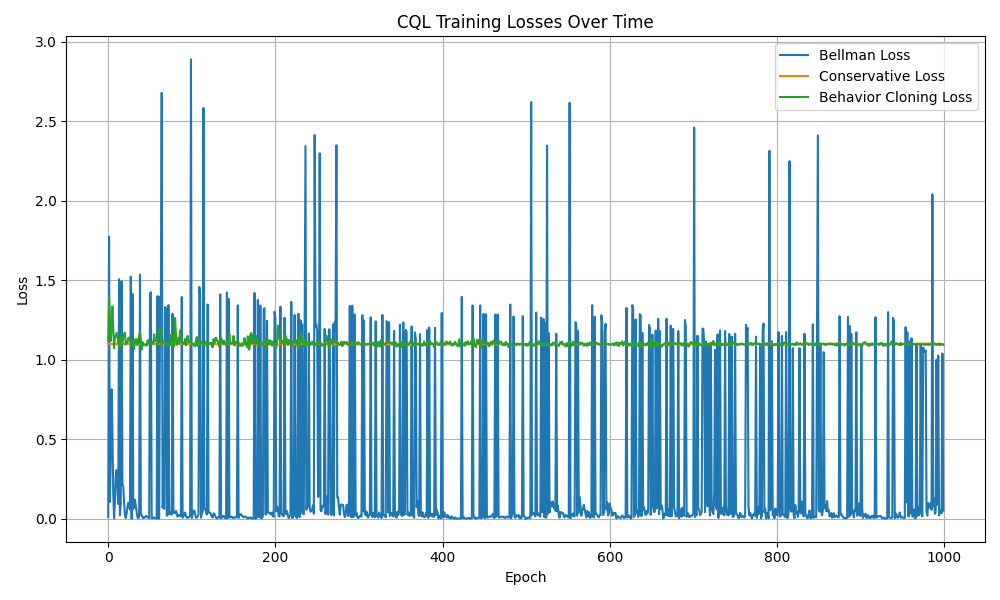 CQL Training Losses Over Time
Bellman Loss
Conservative Loss
Behavior Cloning Loss
Loss
3.0
2.5
2.0
1.5
1.0
0.5
0.0
0
200
400
600
800
1000
Epoch